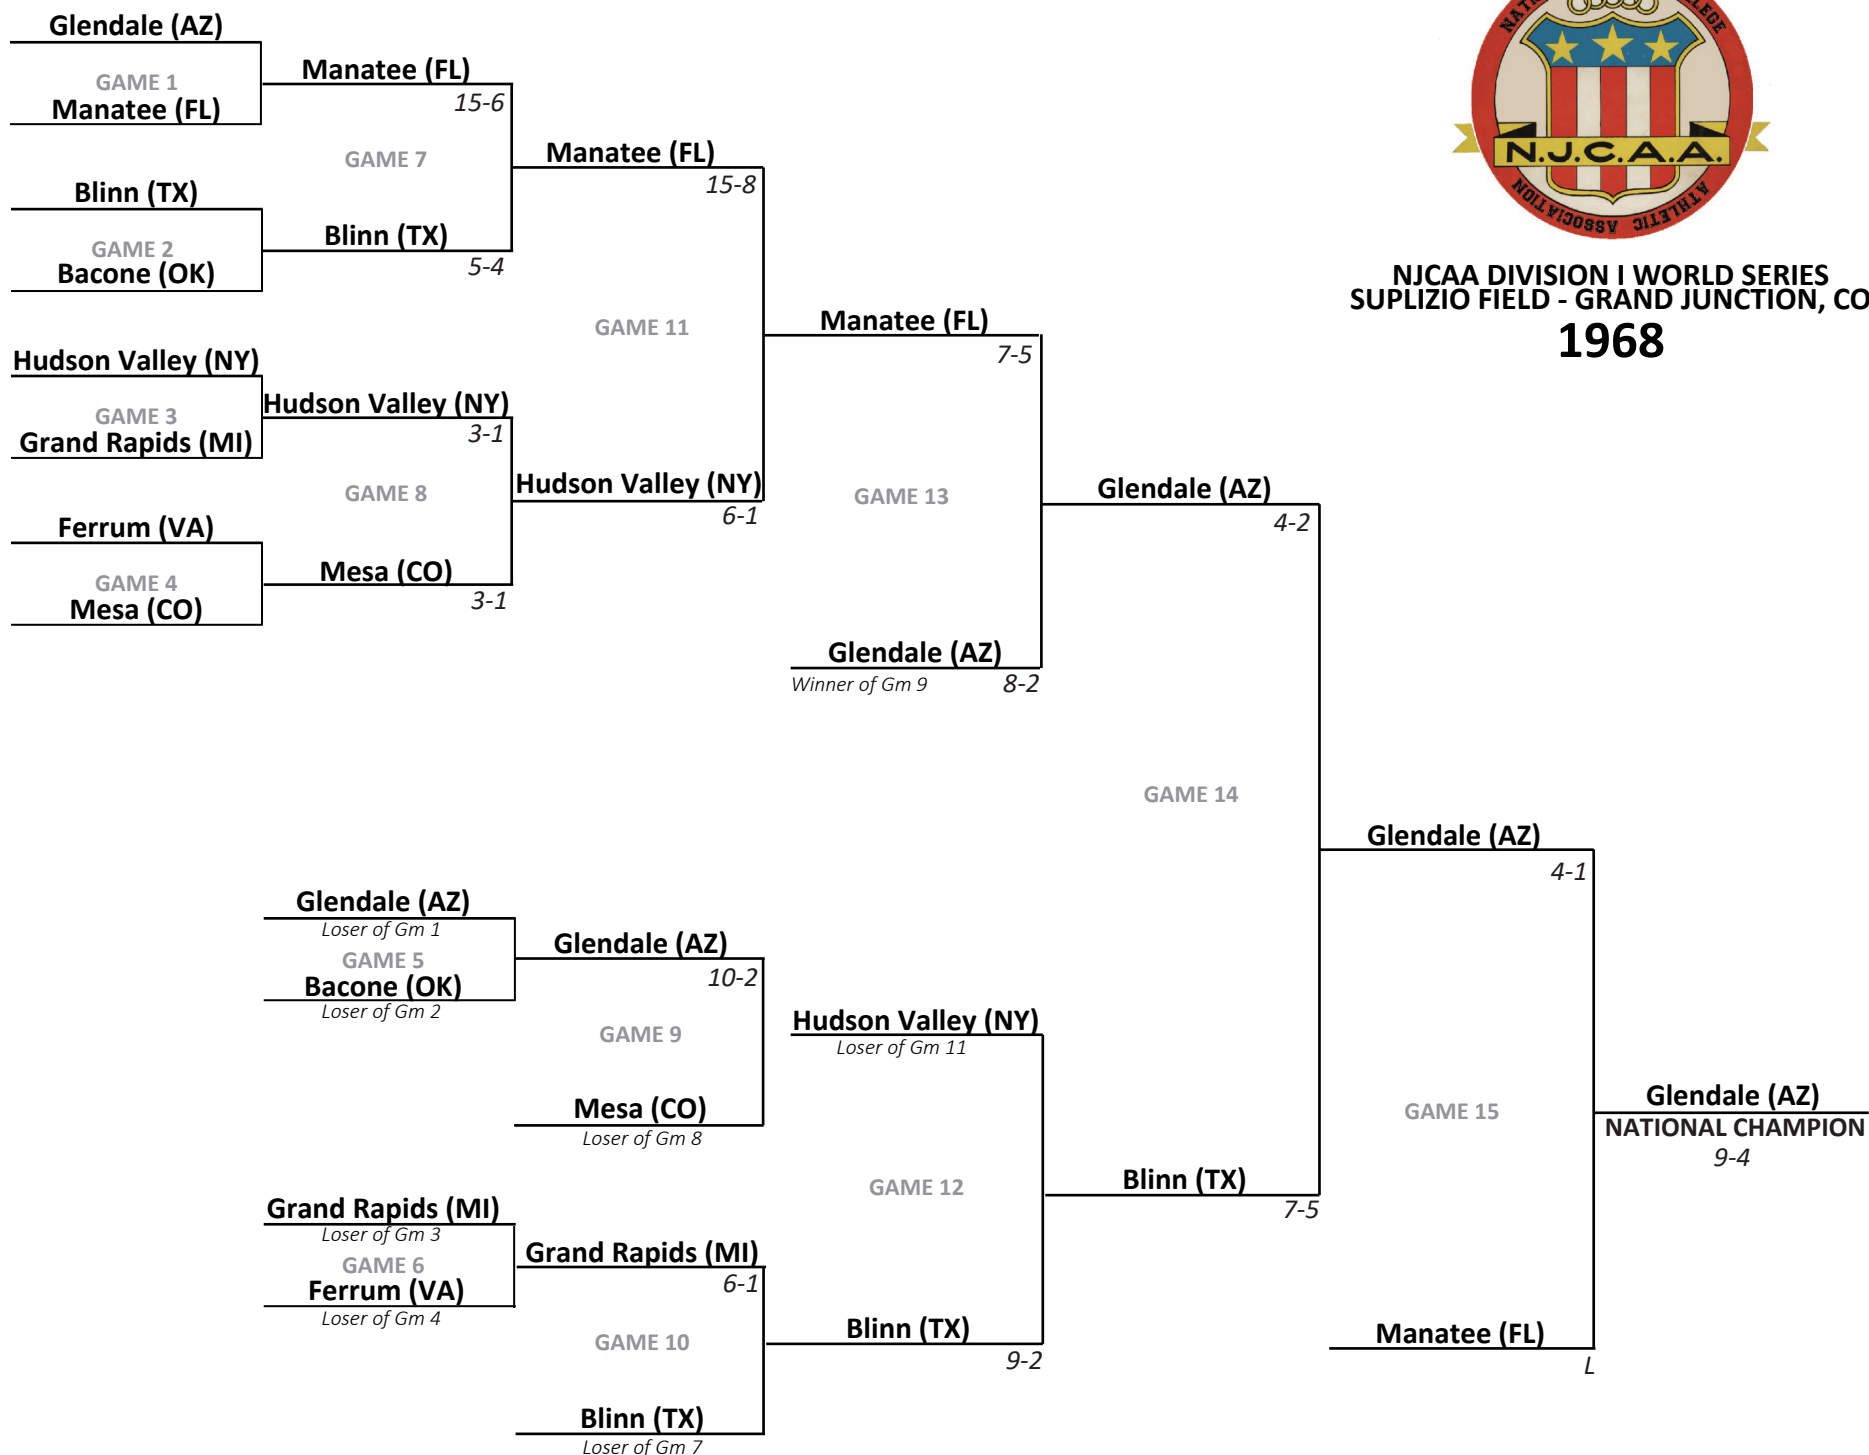 Glendale (AZ)
GAME 1
Manatee (FL)
Blinn (TX)
GAME 2
Bacone (OK)
Hudson Valley (NY)
GAME 3
Grand Rapids (MI)
Ferrum (VA)
GAME 4
Mesa (CO)
Manatee (FL)
15-6
GAME 7
Blinn (TX)
5-4
Hudson Valley (NY)
3-1
GAME 8
Mesa (CO)
3-1
Manatee (FL)
15-8
GAME 11
Hudson Valley (NY)
6-1
Manatee (FL)
7-5
GAME 13
Glendale (AZ)
Winner of Gm 9 8-2
Glendale (AZ)
4-2
GAME 14
N.J.C.A.A.
ATHLETIC ASSOCIATION
NJCAA DIVISION I WORLD SERIES
SUPLIZIO FIELD - GRAND JUNCTION, CO
1968
Glendale (AZ)
Loser of Gm 1
GAME 5
Bacone (OK)
Loser of Gm 2
Glendale (AZ)
10-2
GAME 9
Mesa (CO)
Loser of Gm 8
Grand Rapids (MI)
Loser of Gm 3
GAME 6
Ferrum (VA)
Loser of Gm 4
Grand Rapids (MI)
6-1
GAME 10
Blinn (TX)
Loser of Gm 7
Hudson Valley (NY)
Loser of Gm 11
GAME 12
Blinn (TX)
9-2
Blinn (TX)
7-5
Glendale (AZ)
4-1
GAME 15
Manatee (FL)
L
Glendale (AZ)
NATIONAL CHAMPION
9-4